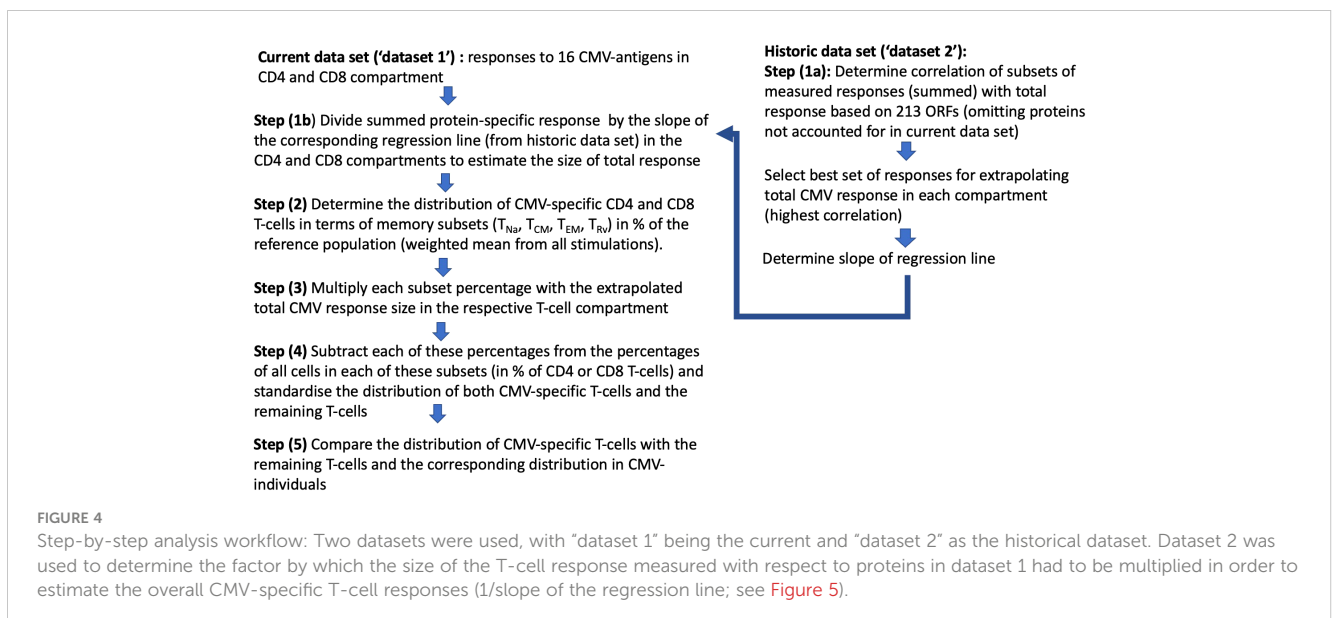 Current data set (‘dataset 1’) : responses to 16 CMV-antigens in
CD4 and CD8 compartment
Step (1b) Divide summed protein-specific response by the slope of
the corresponding regression line (from historic data set) in the
CD4 and CD8 compartments to estimate the size of total response
Step (2) Determine the distribution of CMV-specific CD4 and CD8
T-cells in terms of memory subsets (TNa, TCM, TEM, TRv) in % of the
reference population (weighted mean from all stimulations).
Step (3) Multiply each subset percentage with the extrapolated
total CMV response size in the respective T-cell compartment
Step (4) Subtract each of these percentages from the percentages
of all cells in each of these subsets (in % of CD4 or CD8 T-cells) and
standardise the distribution of both CMV-specific T-cells and the
remaining T-cells
Step (5) Compare the distribution of CMV-specific T-cells with the
remaining T-cells and the corresponding distribution in CMV-
individuals
Historic data set (‘dataset 2’):
Step (1a): Determine correlation of subsets of
measured responses (summed) with total
response based on 213 ORFs (omitting proteins
not accounted for in current data set)
Select best set of responses for extrapolating
total CMV response in each compartment
(highest correlation)
Determine slope of regression line
FIGURE 4
Step-by-step analysis workflow: Two datasets were used, with “dataset 1” being the current and “dataset 2” as the historical dataset. Dataset 2 was
used to determine the factor by which the size of the T-cell response measured with respect to proteins in dataset 1 had to be multiplied in order to
estimate the overall CMV-specific T-cell responses (1/slope of the regression line; see Figure 5).